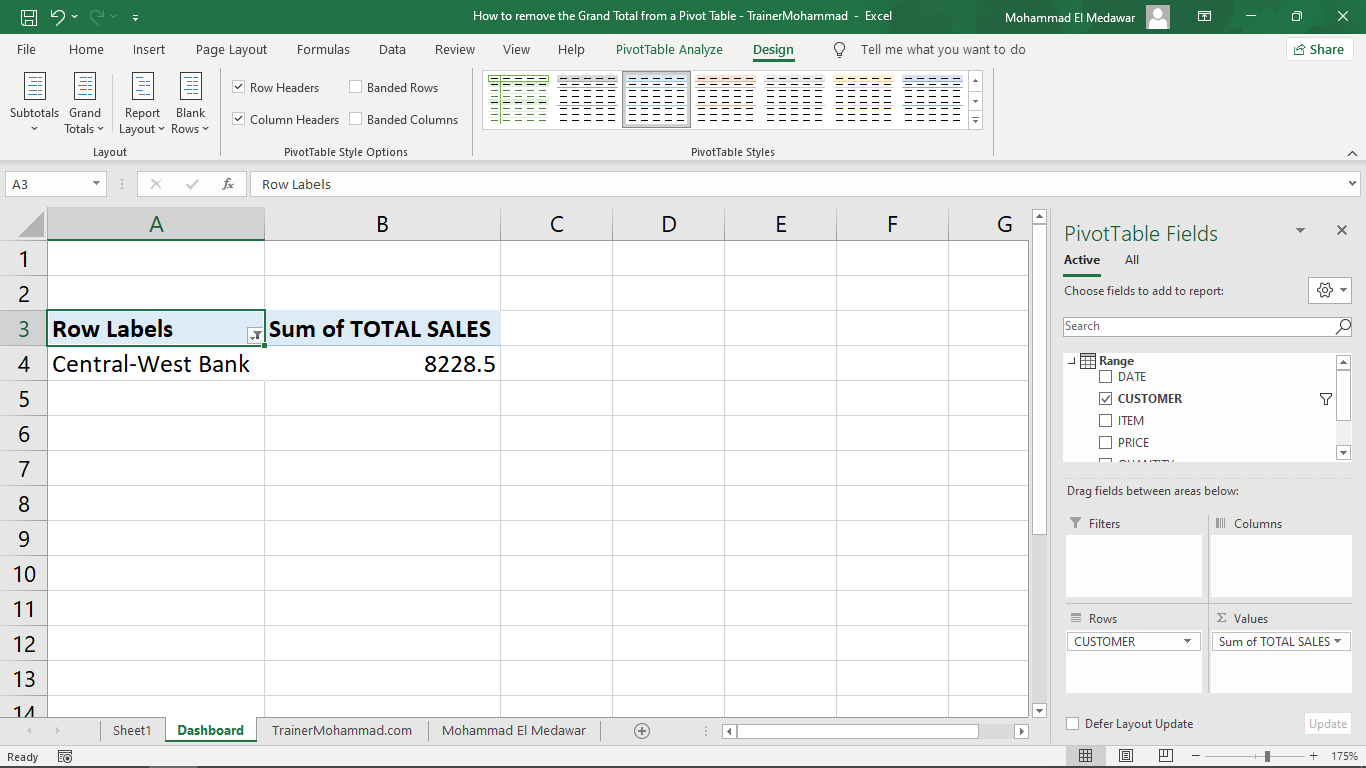 How to remove the Grand Total from a Pivot Table - TrainerMohammad - Excel
Mohammad El Medawar
File Home Insert Page Layout Formulas Data Review View Help PivotTable Analyze Design Tell me what you want to do Share
Subtotals
Grand Totals
Report Layout
Blank Rows
Layout
Row Headers Banded Rows
Column Headers Banded Columns
PivotTable Style Options
PivotTable Styles
A3 fx Row Labels
A B C D E F G
1
2
3 Row Labels Sum of TOTAL SALES
4 Central-West Bank 8228.5
5
6
7
8
9
10
11
12
13
14
PivotTable Fields
Active All
Choose fields to add to report:
Search
Range
DATE
CUSTOMER
ITEM
PRICE
QUANTITY
Drag fields between areas below:
Filters Columns
Rows Σ Values
CUSTOMER Sum of TOTAL SALES
Defer Layout Update Update
Sheet1 Dashboard TrainerMohammad.com Mohammad El Medawar
Ready 175%